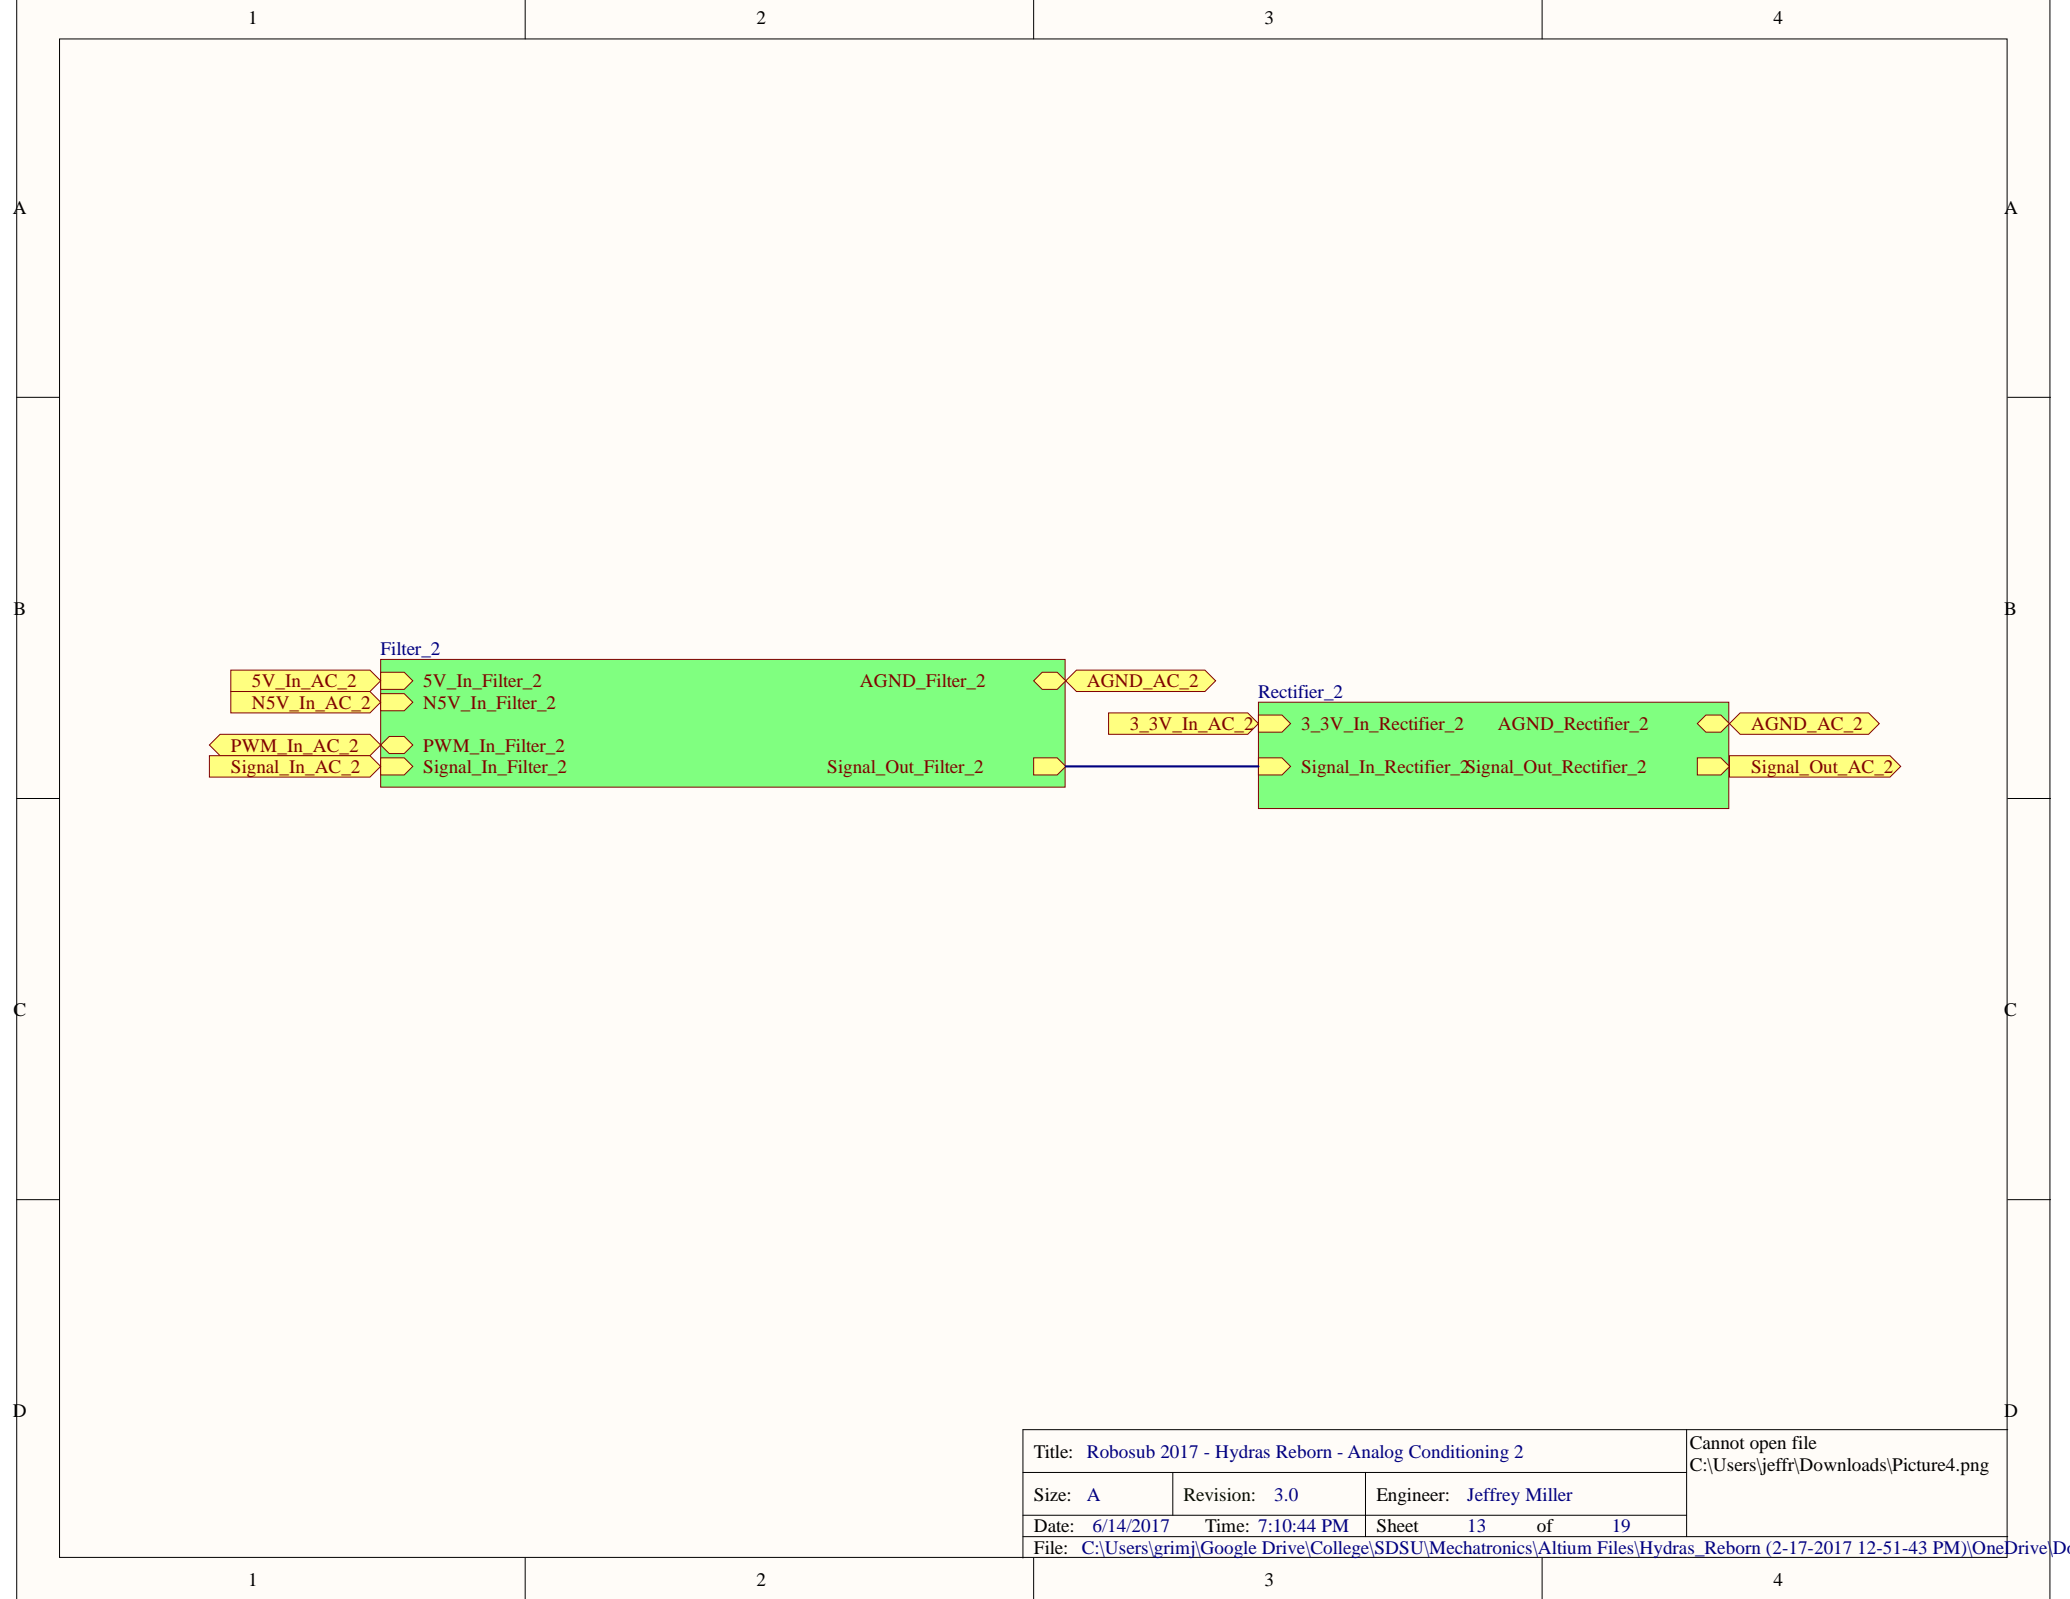 1 2 3 4
A A
B B
Filter_2
5V_In_AC_2 5V_In_Filter_2 AGND_Filter_2 AGND_AC_2
Rectifier_2
N5V_In_AC_2 N5V_In_Filter_2
3_3V_In_AC_2 3_3V_In_Rectifier_2 AGND_Rectifier_2 AGND_AC_2
PWM_In_AC_2 PWM_In_Filter_2
Signal_In_AC_2 Signal_In_Filter_2 Signal_Out_Filter_2 Signal_In_Rectifier_2 Signal_Out_Rectifier_2 Signal_Out_AC_2
C C
D D
Title: Robosub 2017 - Hydras Reborn - Analog Conditioning 2
Cannot open file
C:\Users\jeffr\Downloads\Picture4.png
Size: A Revision: 3.0 Engineer: Jeffrey Miller
Date: 6/14/2017 Time: 7:10:44 PM Sheet 13 of 19
File: C:\Users\grimj\Google Drive\College\SDSU\Mechatronics\Altium Files\Hydras_Reborn (2-17-2017 12-51-43 PM)\OneDrive\Do
1 2 3 4